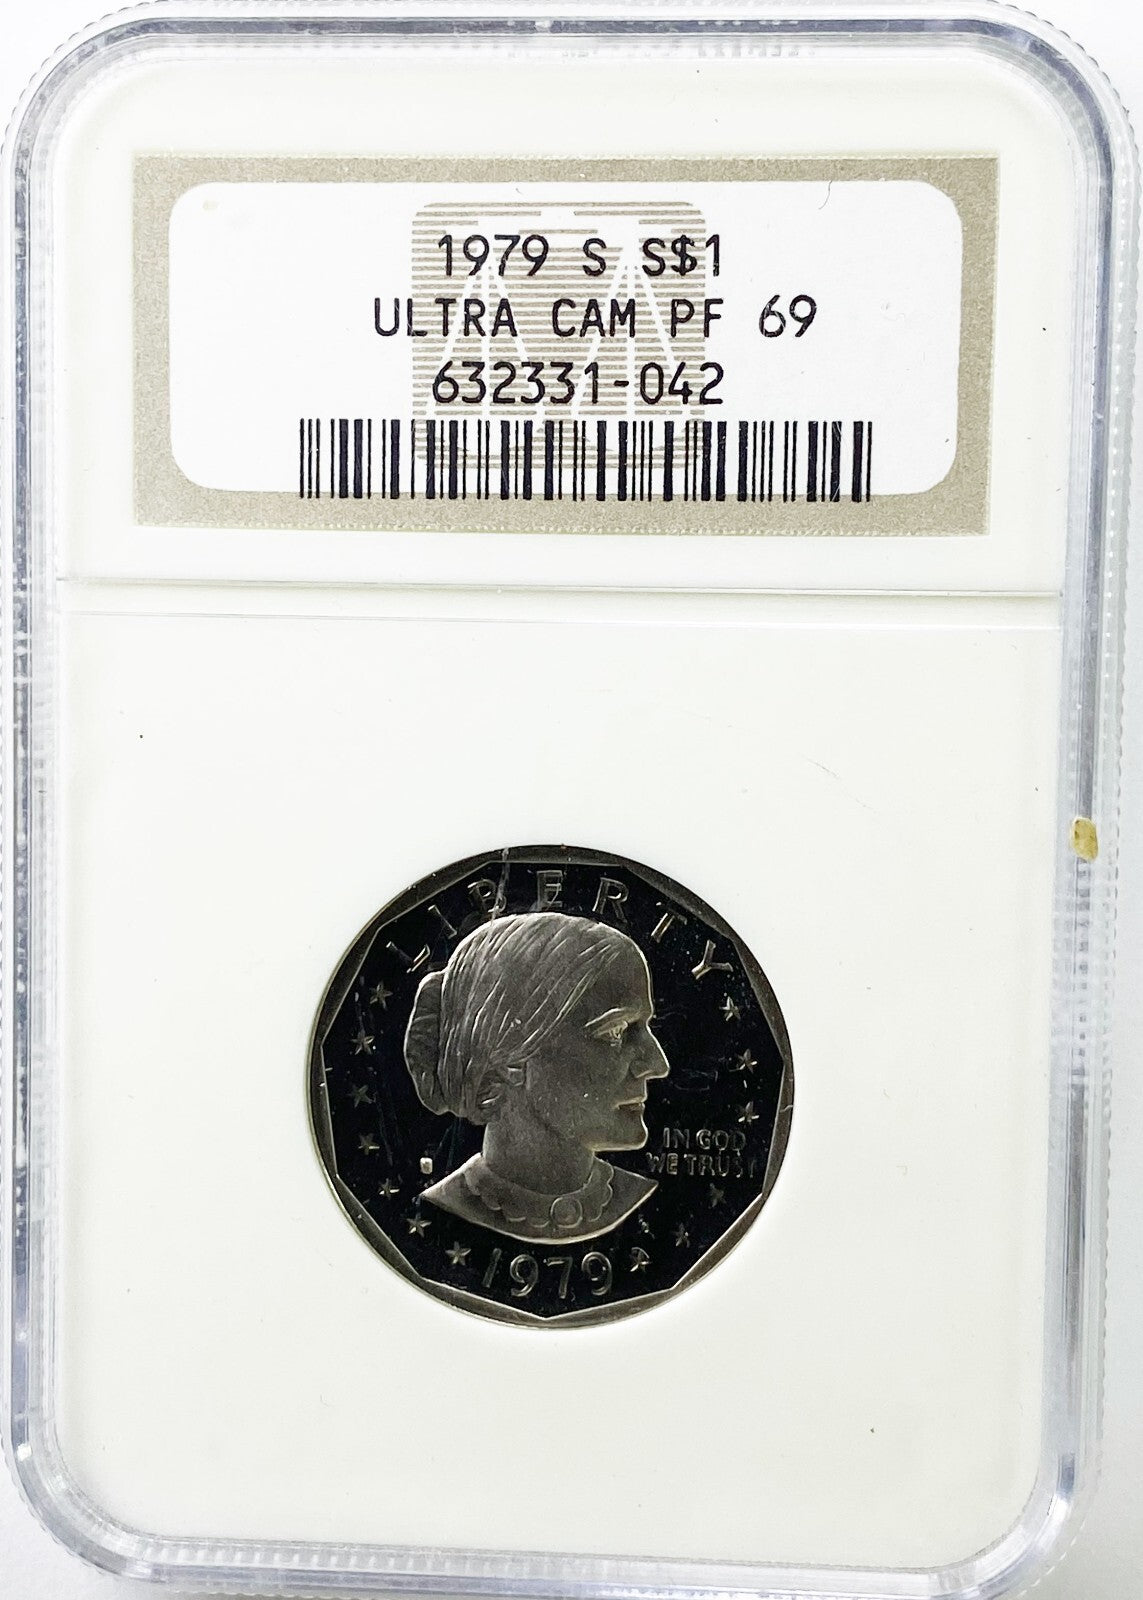 1979 S S$1
ULTRA CAM PF 69
632331-042
LIBERTY
IN GOD
WE TRUST
1979